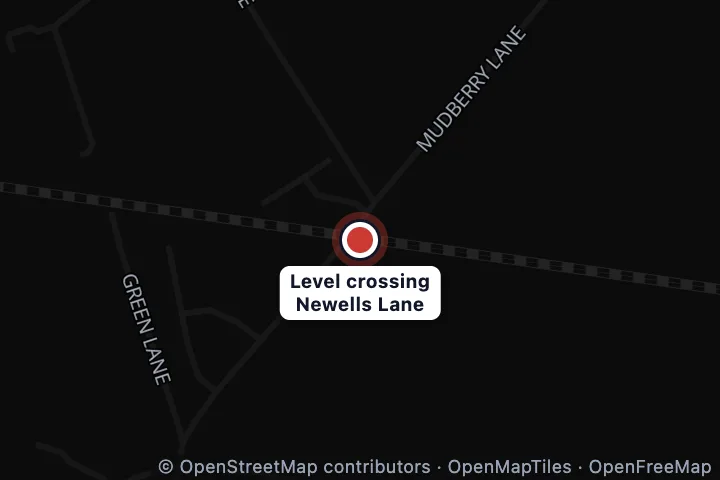 MUDBERRY LANE
Level crossing
Newells Lane
GREEN LANE
© OpenStreetMap contributors · OpenMapTiles · OpenFreeMap